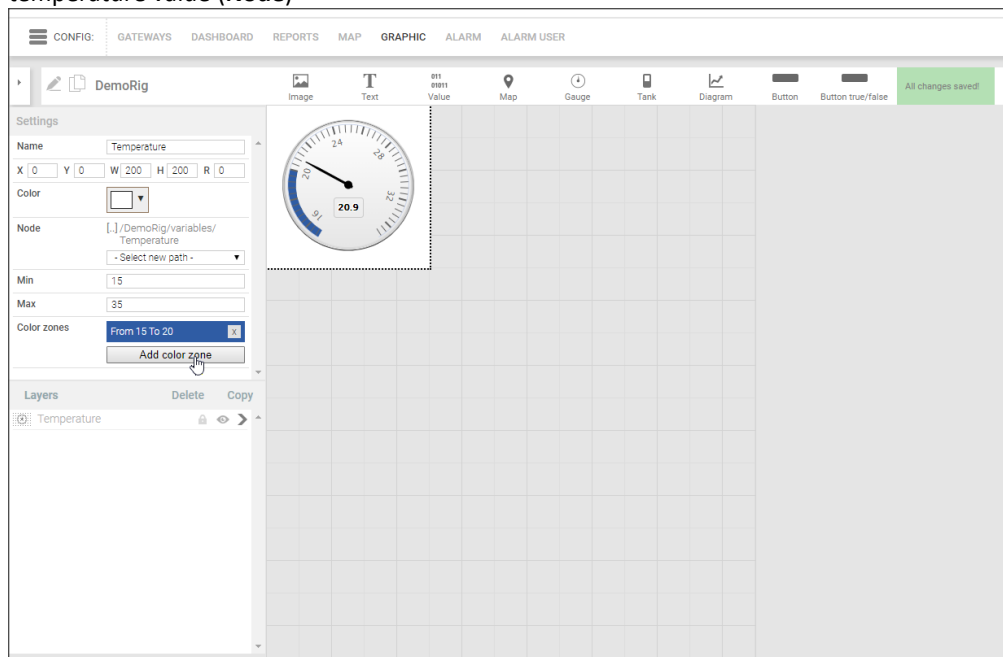 temperature value (Node)
CONFIG: GATEWAYS DASHBOARD REPORTS MAP GRAPHIC ALARM ALARM USER
DemoRig
Image
Text
011
01011
Value
Map
Gauge
Tank
Diagram
Button
Button true/false
All changes saved!
Settings
Name Temperature
X 0 Y 0 W 200 H 200 R 0
Color
Node [..]/DemoRig/variables/
Temperature
- Select new path -
Min 15
Max 35
Color zones From 15 To 20 x
Add color zone
Layers Delete Copy
Temperature
16
20
24
28
32
20.9